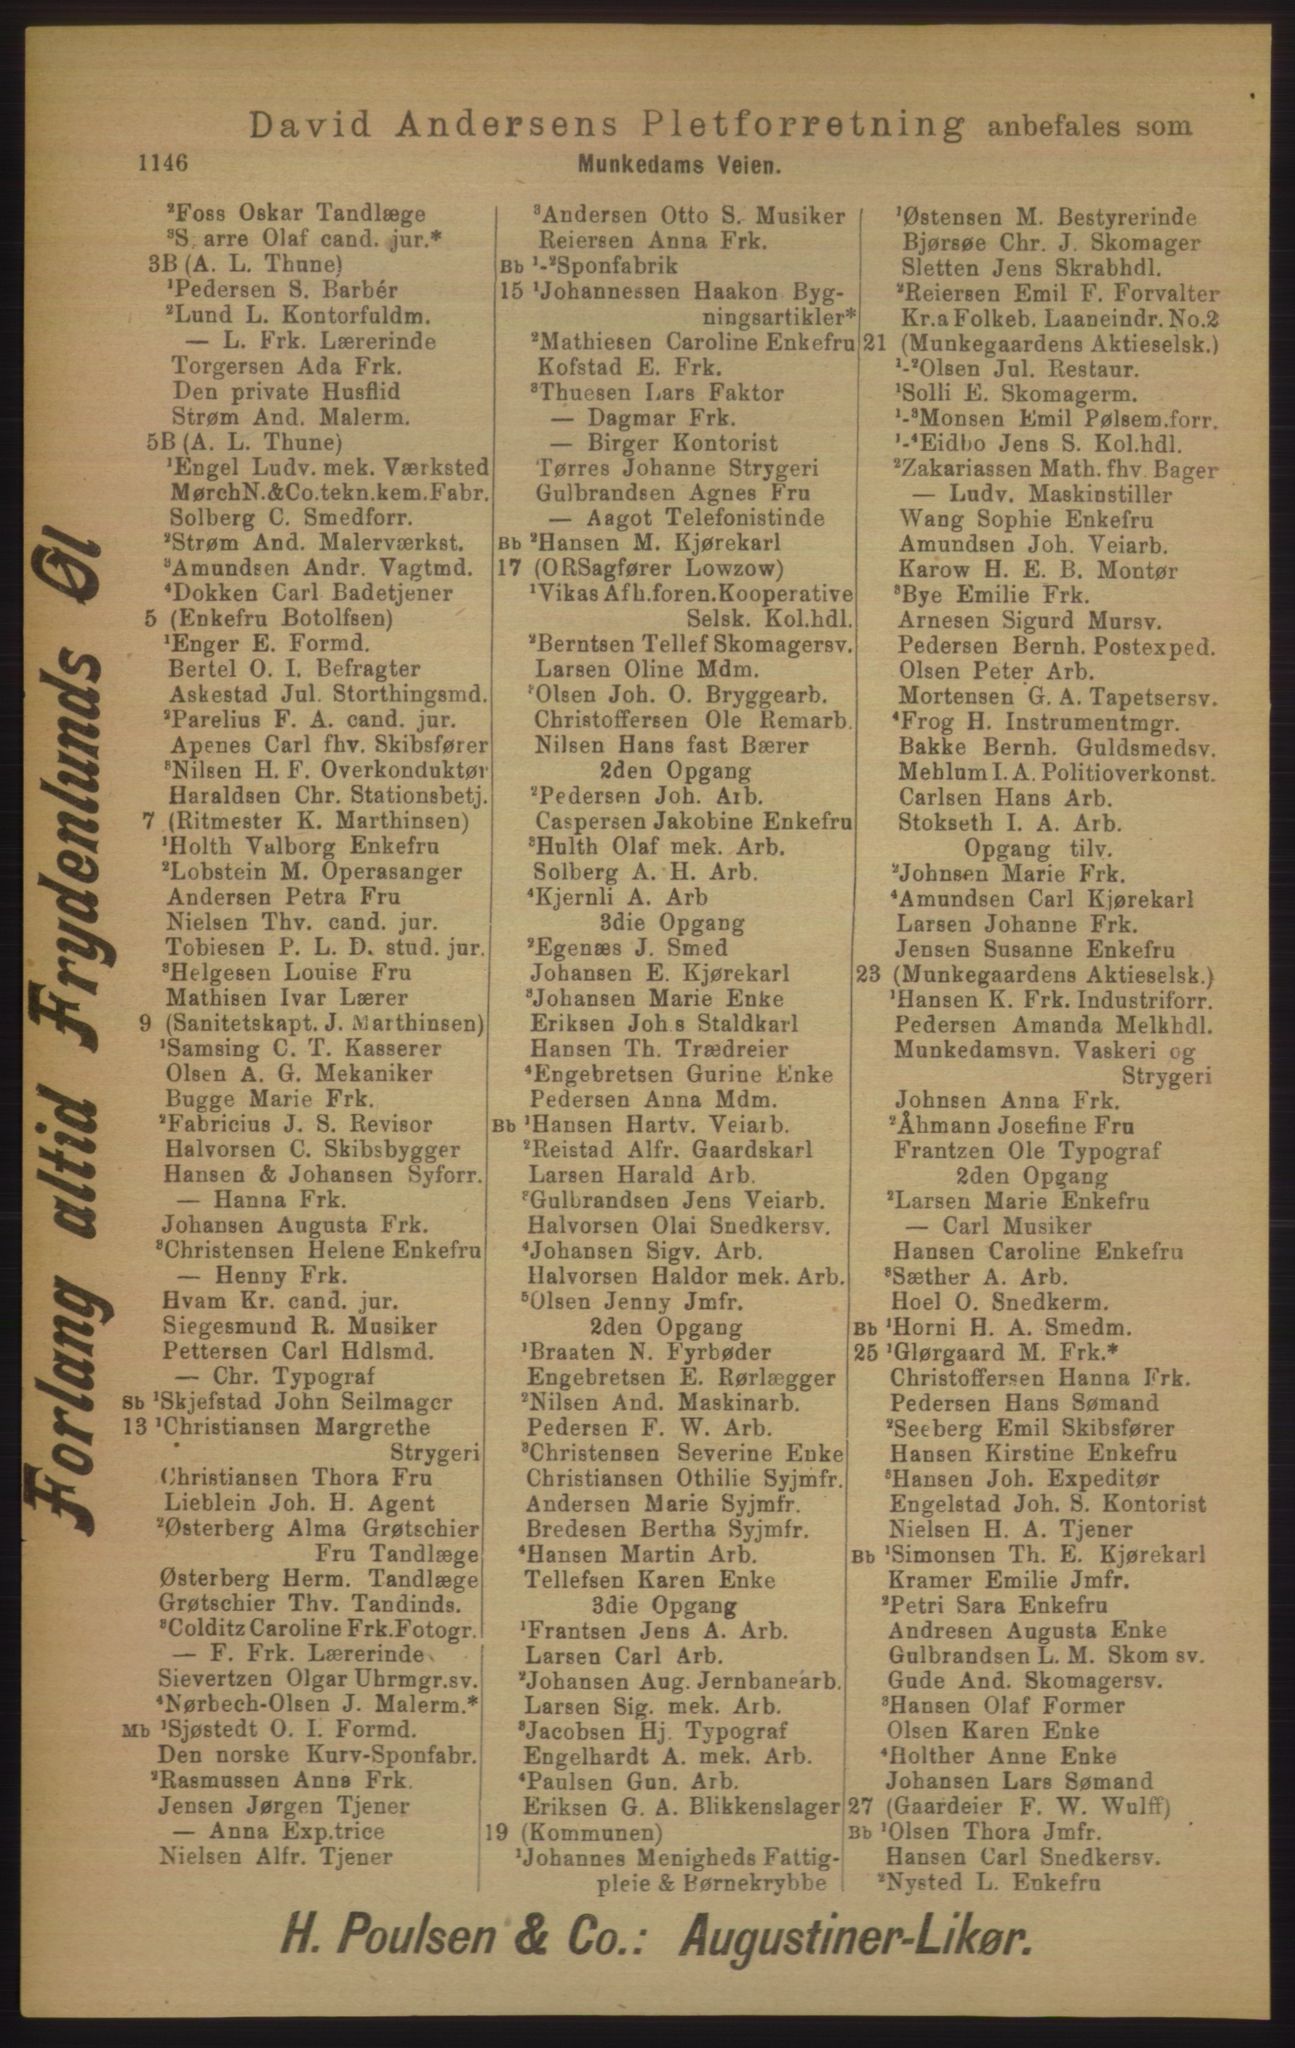 David Andersens Pletforretning anbefales som
1146
Munkedams Veien.
²Foss Oskar Tandlæge
³S arre Olaf cand. jur.*
3B (A. L. Thune)
¹Pedersen S. Barbér
²Lund L. Kontorfuldm.
— L. Frk. Lærerinde
Torgersen Ada Frk.
Den private Husflid
Strøm And. Malerm.
5B (A. L. Thune)
¹Engel Ludv. mek. Værksted
Mørch N.&Co. tekn. kem. Fabr.
Solberg C. Smedforr.
²Strøm And. Malerværkst.
³Amundsen Andr. Vagtmd.
⁴Dokken Carl Badetjener
5 (Enkefru Botolfsen)
¹Enger E. Formd.
Bertel O. I. Befragter
Askestad Jul. Storthingsmd.
²Parelius F. A. cand. jur.
Apenes Carl fhv. Skibsfører
³Nilsen H. F. Overkonduktør
Haraldsen Chr. Stationsbetj.
7 (Ritmester K. Marthinsen)
¹Holth Valborg Enkefru
²Lobstein M. Operasanger
Andersen Petra Fru
Nielsen Thv. cand. jur.
Tobiesen P. L. D. stud. jur.
³Helgesen Louise Fru
Mathisen Ivar Lærer
9 (Sanitetskapt. J. Marthinsen)
¹Samsing C. T. Kasserer
Olsen A. G. Mekaniker
Bugge Marie Frk.
²Fabricius J. S. Revisor
Halvorsen C. Skibsbygger
Hansen & Johansen Syforr.
— Hanna Frk.
Johansen Augusta Frk.
³Christensen Helene Enkefru
— Henny Frk.
Hvam Kr. cand. jur.
Siegesmund R. Musiker
Pettersen Carl Hdlsmd.
— Chr. Typograf
Sb ¹Skjefstad John Seilmager
13 ¹Christiansen Margrethe
Strygeri
Christiansen Thora Fru
Lieblein Joh. H. Agent
²Østerberg Alma Grøtschier
Fru Tandlæge
Østerberg Herm. Tandlæge
Grøtschier Thv. Tandinds.
³Colditz Caroline Frk. Fotogr.
— F. Frk. Lærerinde
Sievertzen Olgar Uhrmgr.sv.
⁴Nørbech-Olsen J. Malerm.*
Mb ¹Sjøstedt O. I. Formd.
Den norske Kurv-Sponfabr.
²Rasmussen Anna Frk.
Jensen Jørgen Tjener
— Anna Exp.trice
Nielsen Alfr. Tjener
³Andersen Otto S. Musiker
Reiersen Anna Frk.
Bb ¹-²Sponfabrik
15 ¹Johannessen Haakon Byg-
ningsartikler*
²Mathiesen Caroline Enkefru
Kofstad E. Frk.
³Thuesen Lars Faktor
— Dagmar Frk.
— Birger Kontorist
Tørres Johanne Strygeri
Gulbrandsen Agnes Fru
— Aagot Telefonistinde
Bb ²Hansen M. Kjørekarl
17 (ORSagfører Lowzow)
¹Vikas Afh. foren. Kooperative
Selsk. Kol.hdl.
²Berntsen Tellef Skomagersv.
Larsen Oline Mdm.
²Olsen Joh. O. Bryggearb.
Christoffersen Ole Remarb.
Nilsen Hans fast Bærer
2den Opgang
²Pedersen Joh. Arb.
Caspersen Jakobine Enkefru
³Hulth Olaf mek. Arb.
Solberg A. H. Arb.
⁴Kjernli A. Arb
3die Opgang
²Egenæs J. Smed
Johansen E. Kjørekarl
³Johansen Marie Enke
Eriksen Joh s Staldkarl
Hansen Th. Trædreier
⁴Engebretsen Gurine Enke
Pedersen Anna Mdm.
Bb ¹Hansen Hartv. Veiarb.
²Reistad Alfr. Gaardskarl
Larsen Harald Arb.
³Gulbrandsen Jens Veiarb.
Halvorsen Olai Snedkersv.
⁴Johansen Sigv. Arb.
Halvorsen Haldor mek. Arb.
⁵Olsen Jenny Jmfr.
2den Opgang
¹Braaten N. Fyrbøder
Engebretsen E. Rørlægger
²Nilsen And. Maskinarb.
Pedersen F. W. Arb.
³Christensen Severine Enke
Christiansen Othilie Syjmfr.
Andersen Marie Syjmfr.
Bredesen Bertha Syjmfr.
⁴Hansen Martin Arb.
Tellefsen Karen Enke
3die Opgang
¹Frantsen Jens A. Arb.
Larsen Carl Arb.
²Johansen Aug. Jernbanearb.
Larsen Sig. mek. Arb.
³Jacobsen Hj. Typograf
Engelhardt A. mek. Arb.
⁴Paulsen Gun. Arb.
Eriksen G. A. Blikkenslager
19 (Kommunen)
¹Johannes Menigheds Fattig-
pleie & Børnekrybbe
¹Østensen M. Bestyrerinde
Bjørsøe Chr. J. Skomager
Sletten Jens Skrabhdl.
²Reiersen Emil F. Forvalter
Kr.a Folkeb. Laaneindr. No.2
21 (Munkegaardens Aktieselsk.)
¹-²Olsen Jul. Restaur.
¹Solli E. Skomagerm.
¹-³Monsen Emil Pølsem.forr.
¹-⁴Eidbo Jens S. Kol.hdl.
²Zakariassen Math. fhv. Bager
— Ludv. Maskinstiller
Wang Sophie Enkefru
Amundsen Joh. Veiarb.
Karow H. E. B. Montør
³Bye Emilie Frk.
Arnesen Sigurd Mursv.
Pedersen Bernh. Postexped.
Olsen Peter Arb.
Mortensen G. A. Tapetsersv.
⁴Frog H. Instrumentmgr.
Bakke Bernh. Guldsmedsv.
Mehlum I. A. Politioverkonst.
Carlsen Hans Arb.
Stokseth I. A. Arb.
Opgang tilv.
²Johnsen Marie Frk.
⁴Amundsen Carl Kjørekarl
Larsen Johanne Frk.
Jensen Susanne Enkefru
23 (Munkegaardens Aktieselsk.)
¹Hansen K. Frk. Industriforr.
Pedersen Amanda Melkhdl.
Munkedamsvn. Vaskeri og
Strygeri
Johnsen Anna Frk.
²Åhmann Josefine Fru
Frantzen Ole Typograf
2den Opgang
²Larsen Marie Enkefru
— Carl Musiker
Hansen Caroline Enkefru
³Sæther A. Arb.
Hoel O. Snedkerm.
Bb ¹Horni H. A. Smedm.
25 ¹Glørgaard M. Frk.*
Christoffersen Hanna Frk.
Pedersen Hans Sømand
²Seeberg Emil Skibsfører
Hansen Kirstine Enkefru
³Hansen Joh. Expeditør
Engelstad Joh. S. Kontorist
Nielsen H. A. Tjener
Bb ¹Simonsen Th. E. Kjørekarl
Kramer Emilie Jmfr.
²Petri Sara Enkefru
Andresen Augusta Enke
Gulbrandsen L. M. Skom sv.
Gude And. Skomagersv.
³Hansen Olaf Former
Olsen Karen Enke
⁴Holther Anne Enke
Johansen Lars Sømand
27 (Gaardeier F. W. Wulff)
Bb ¹Olsen Thora Jmfr.
Hansen Carl Snedkersv.
²Nysted L. Enkefru
Forlang altid Frydenlunds Øl
H. Poulsen & Co.: Augustiner-Likør.